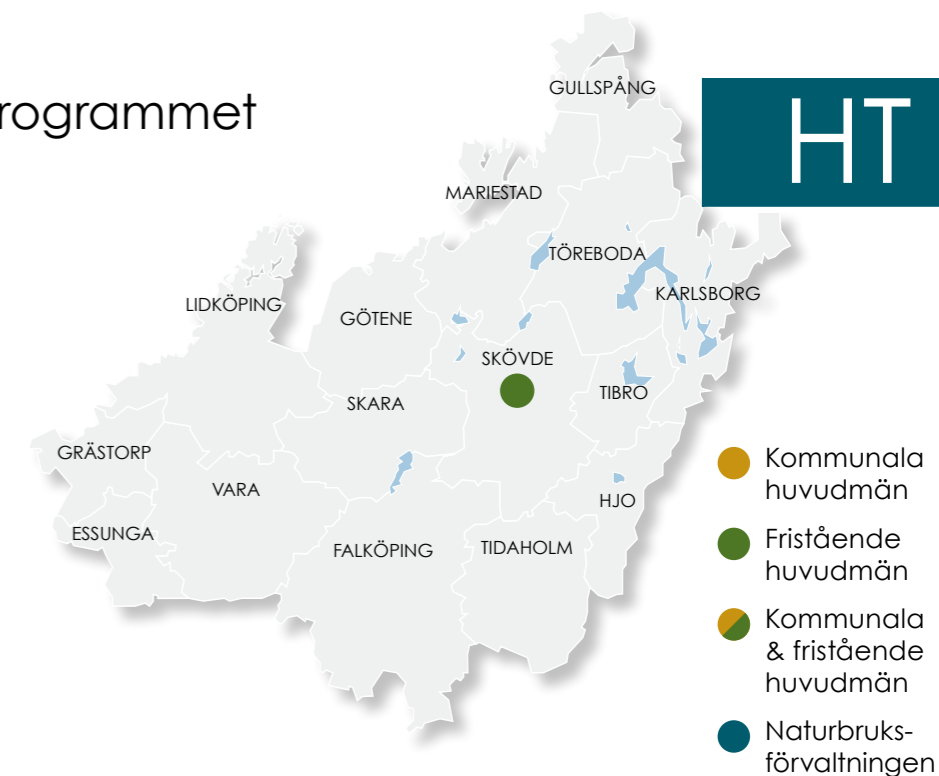 rogrammet
HT
GULLSPÅNG
MARIESTAD
TÖREBODA
KARLSBORG
LIDKÖPING
GÖTENE
SKÖVDE
TIBRO
SKARA
GRÄSTORP
VARA
HJO
ESSUNGA
FALKÖPING
TIDAHOLM
Kommunala
huvudmän
Fristående
huvudmän
Kommunala
& fristående
huvudmän
Naturbruks-
förvaltningen